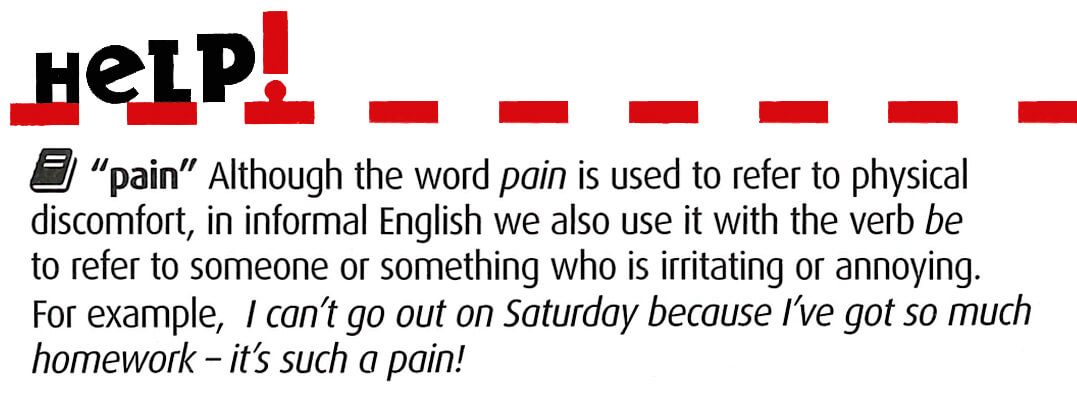 HeLP!
"pain" Although the word pain is used to refer to physical
discomfort, in informal English we also use it with the verb be
to refer to someone or something who is irritating or annoying.
For example, I can't go out on Saturday because I've got so much
homework – it's such a pain!